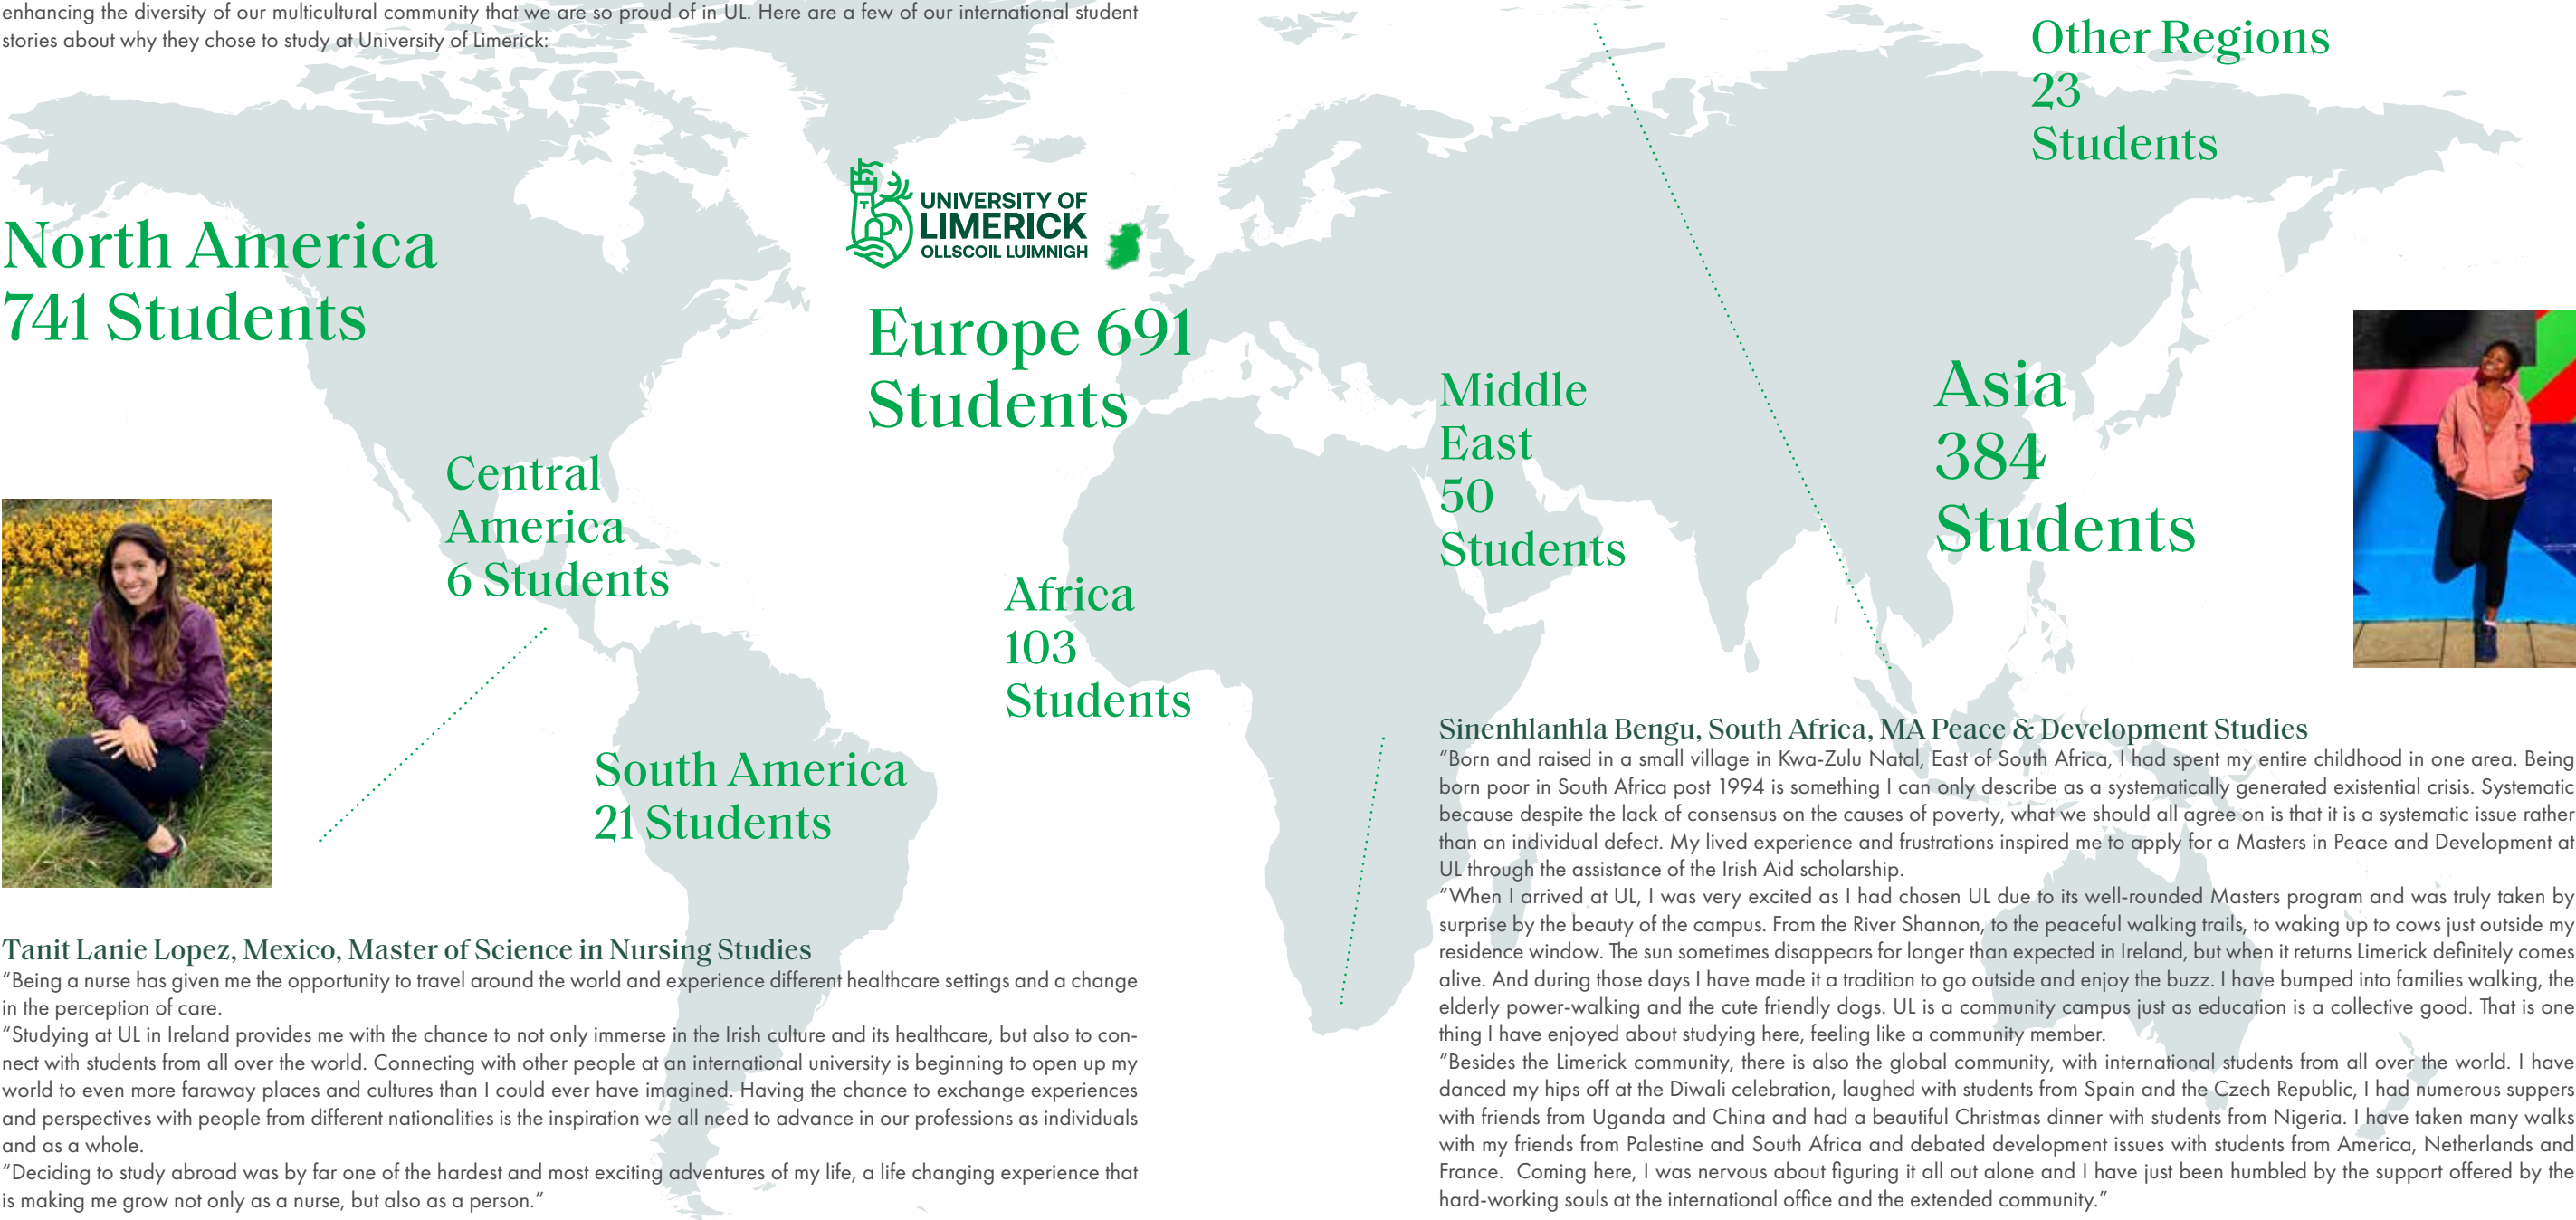 enhancing the diversity of our multicultural community that we are so proud of in UL. Here are a few of our international student
stories about why they chose to study at University of Limerick:
Other Regions
23
Students
North America
741 Students
UNIVERSITY OF
LIMERICK
OLLSCOIL LUIMNIGH
Europe 691
Students
Middle
East
50
Students
Asia
384
Students
Central
America
6 Students
Africa
103
Students
South America
21 Students
Tanit Lanie Lopez, Mexico, Master of Science in Nursing Studies
“Being a nurse has given me the opportunity to travel around the world and experience different healthcare settings and a change
in the perception of care.
“Studying at UL in Ireland provides me with the chance to not only immerse in the Irish culture and its healthcare, but also to con-
nect with students from all over the world. Connecting with other people at an international university is beginning to open up my
world to even more faraway places and cultures than I could ever have imagined. Having the chance to exchange experiences
and perspectives with people from different nationalities is the inspiration we all need to advance in our professions as individuals
and as a whole.
“Deciding to study abroad was by far one of the hardest and most exciting adventures of my life, a life changing experience that
is making me grow not only as a nurse, but also as a person.”
Sinenhlanhla Bengu, South Africa, MA Peace & Development Studies
“Born and raised in a small village in Kwa-Zulu Natal, East of South Africa, I had spent my entire childhood in one area. Being
born poor in South Africa post 1994 is something I can only describe as a systematically generated existential crisis. Systematic
because despite the lack of consensus on the causes of poverty, what we should all agree on is that it is a systematic issue rather
than an individual defect. My lived experience and frustrations inspired me to apply for a Masters in Peace and Development at
UL through the assistance of the Irish Aid scholarship.
“When I arrived at UL, I was very excited as I had chosen UL due to its well-rounded Masters program and was truly taken by
surprise by the beauty of the campus. From the River Shannon, to the peaceful walking trails, to waking up to cows just outside my
residence window. The sun sometimes disappears for longer than expected in Ireland, but when it returns Limerick definitely comes
alive. And during those days I have made it a tradition to go outside and enjoy the buzz. I have bumped into families walking, the
elderly power-walking and the cute friendly dogs. UL is a community campus just as education is a collective good. That is one
thing I have enjoyed about studying here, feeling like a community member.
“Besides the Limerick community, there is also the global community, with international students from all over the world. I have
danced my hips off at the Diwali celebration, laughed with students from Spain and the Czech Republic, I had numerous suppers
with friends from Uganda and China and had a beautiful Christmas dinner with students from Nigeria. I have taken many walks
with my friends from Palestine and South Africa and debated development issues with students from America, Netherlands and
France.  Coming here, I was nervous about figuring it all out alone and I have just been humbled by the support offered by the
hard-working souls at the international office and the extended community.”